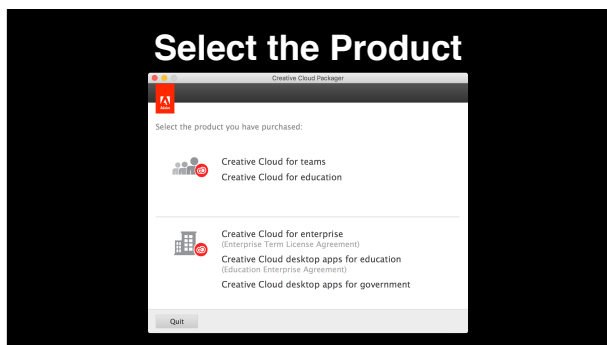 Select the Product
Creative Cloud Packager
Adobe
Select the product you have purchased:
Creative Cloud for teams
Creative Cloud for education
Creative Cloud for enterprise
(Enterprise Term License Agreement)
Creative Cloud desktop apps for education
(Education Enterprise Agreement)
Creative Cloud desktop apps for government
Quit